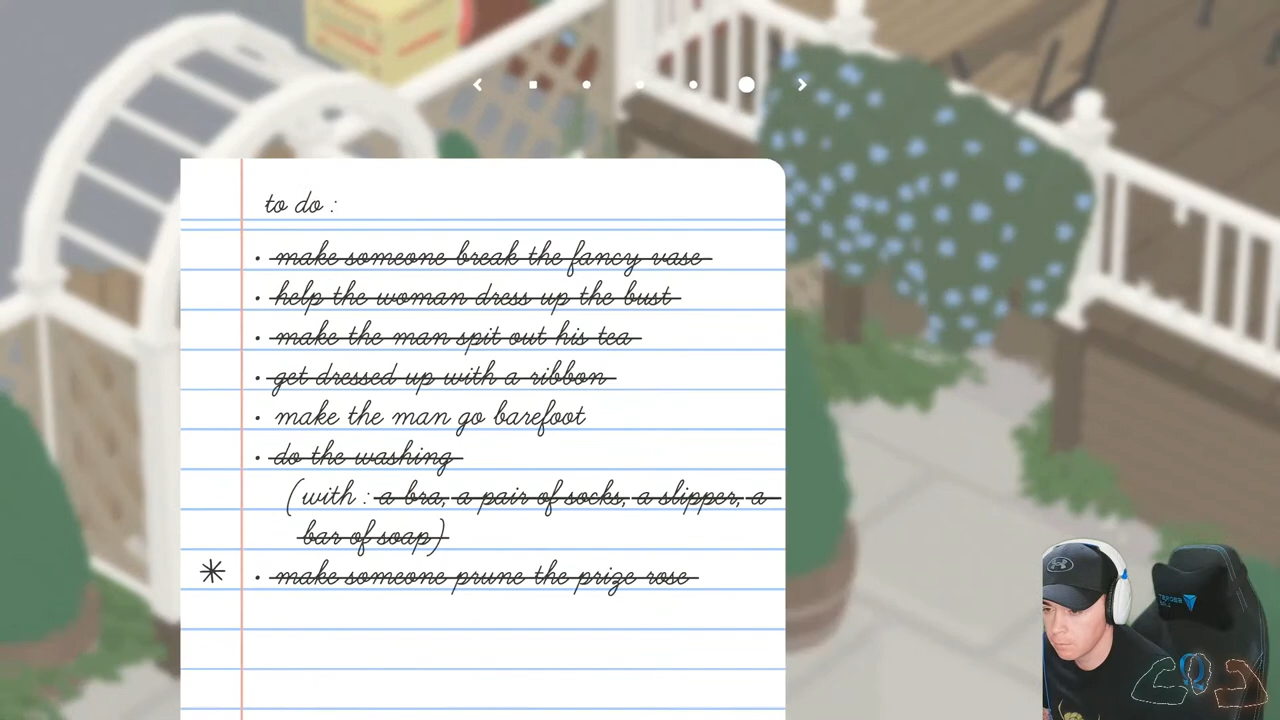 to do :
• make someone break the fancy vase
• help the woman dress up the bust
• make the man spit out his tea
• get dressed up with a ribbon
• make the man go barefoot
• do the washing
(with : a bra, a pair of socks, a slipper, a
bar of soap)
• make someone prune the prize rose